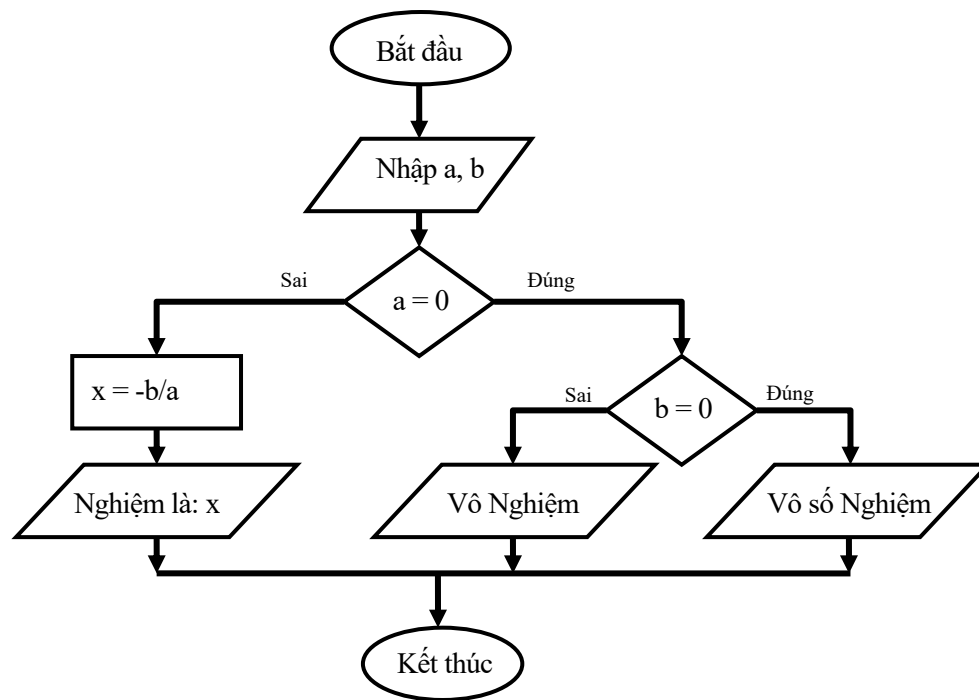 Bắt đầu
Nhập a, b
Sai
Đúng
a = 0
x = -b/a
Sai
Đúng
b = 0
Nghiệm là: x
Vô Nghiệm
Vô số Nghiệm
Kết thúc